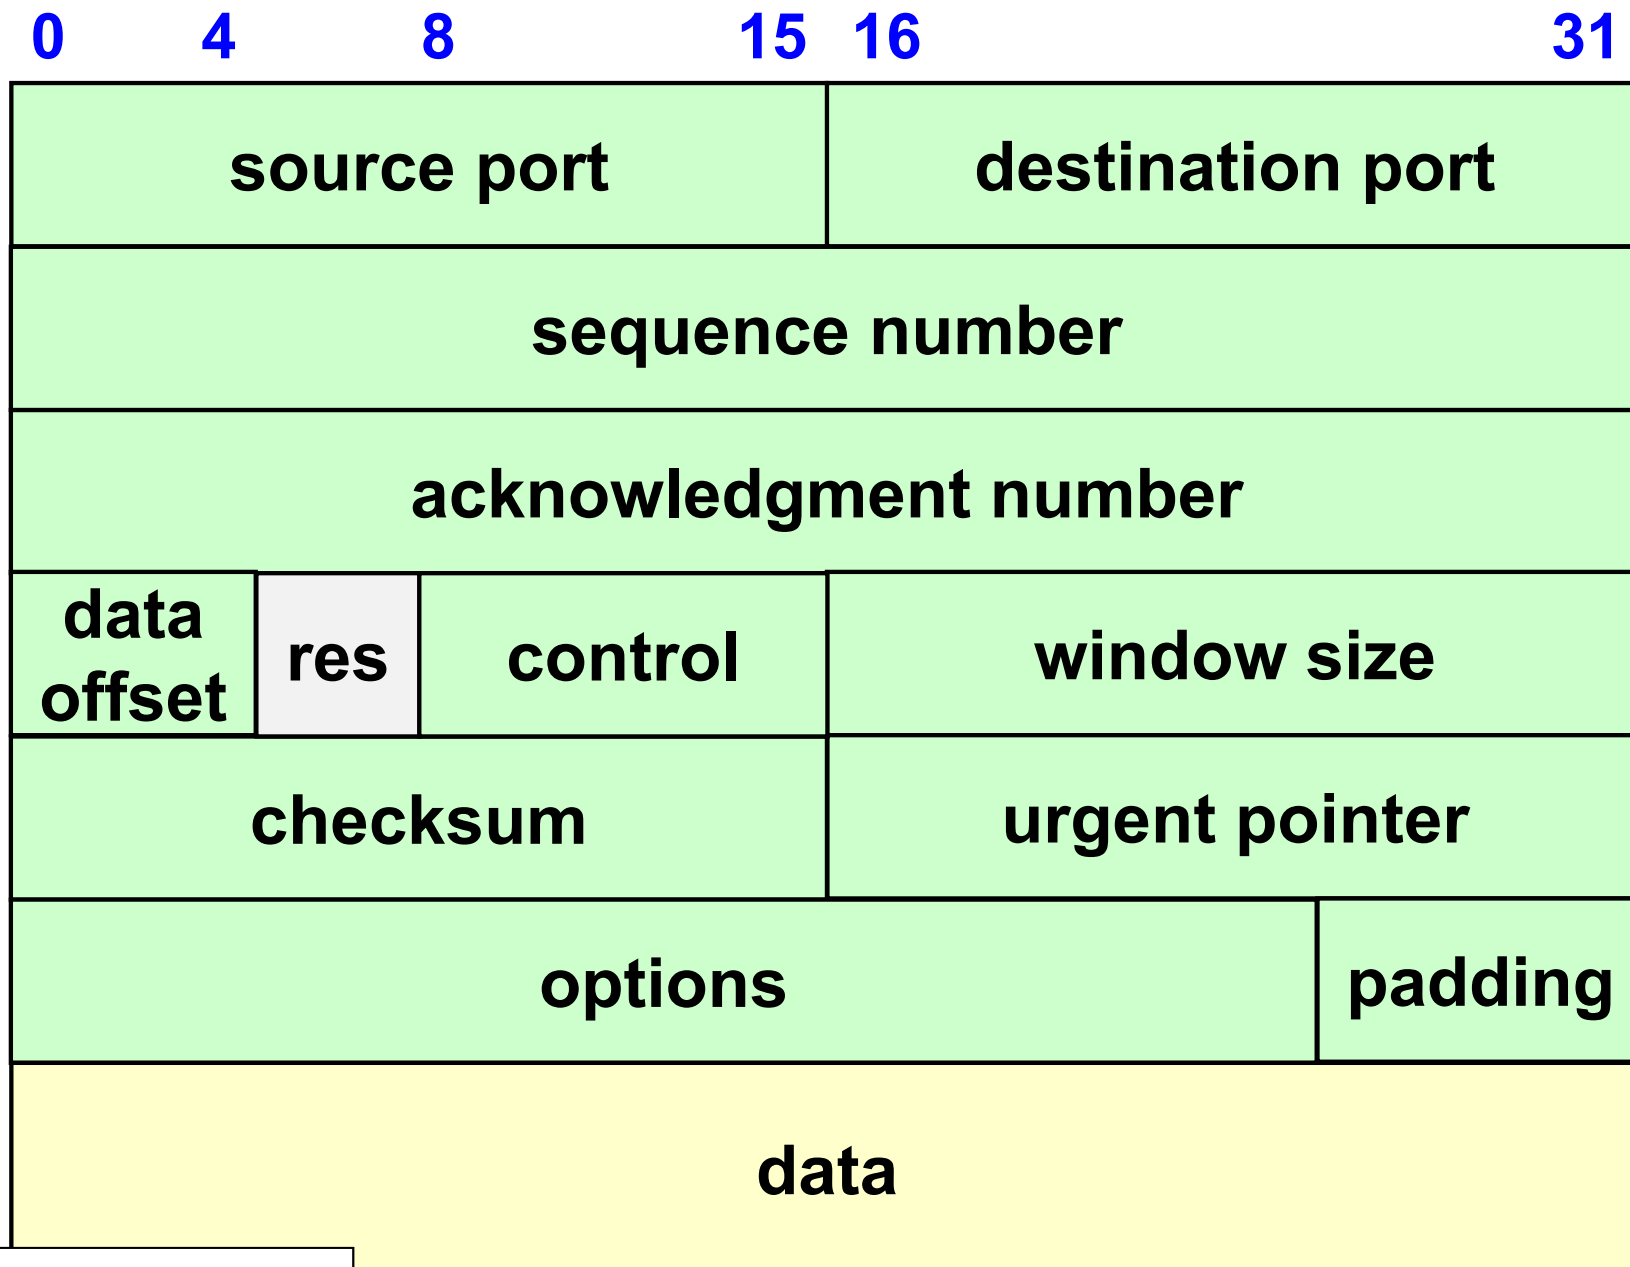 0 4 8 15 16 31
source port destination port
sequence number
acknowledgment number
data
offset res control window size
checksum urgent pointer
options padding
data